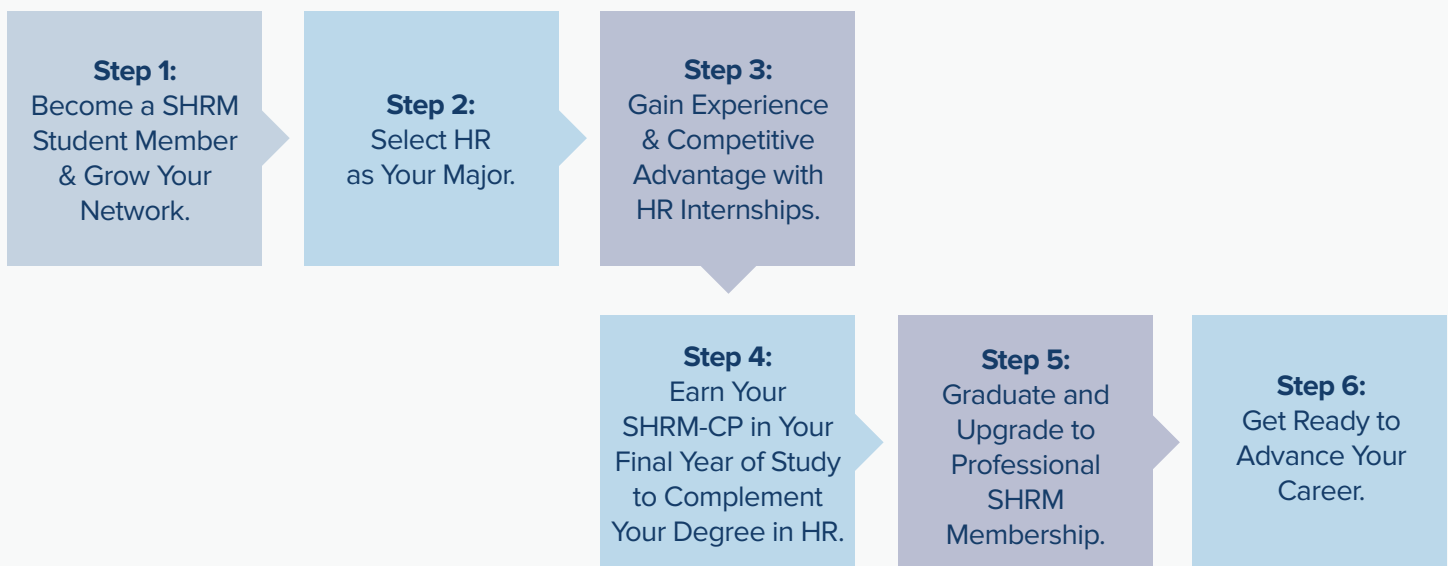 Step 1:
Become a SHRM
Student Member
& Grow Your
Network.
Step 2:
Select HR
as Your Major.
Step 3:
Gain Experience
& Competitive
Advantage with
HR Internships.
Step 4:
Earn Your
SHRM-CP in Your
Final Year of Study
to Complement
Your Degree in HR.
Step 5:
Graduate and
Upgrade to
Professional
SHRM
Membership.
Step 6:
Get Ready to
Advance Your
Career.